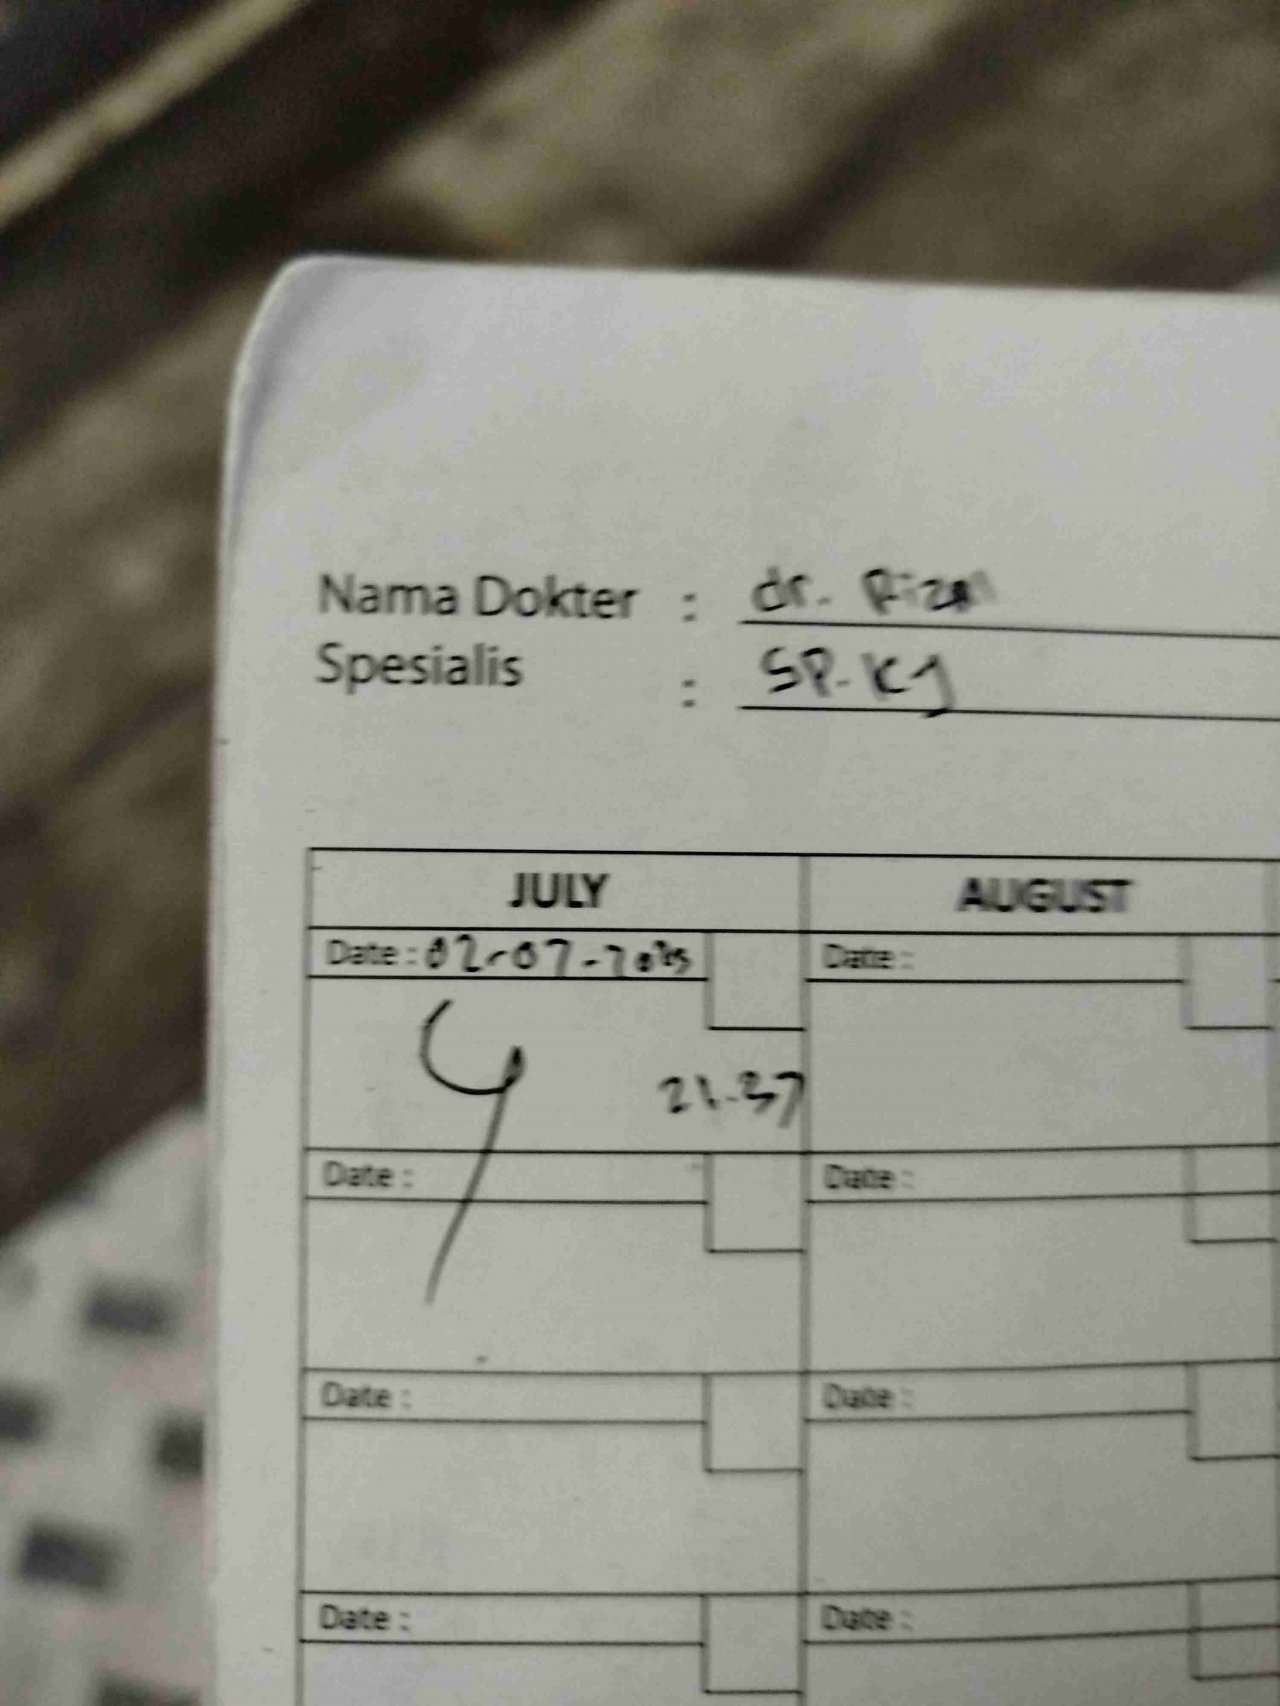 Nama Dokter : dr. Rizal
Spesialis : SP. KJ
JULY AUGUST
Date : 02-07-2025 Date :
21.37
Date : Date :
Date : Date :
Date : Date :